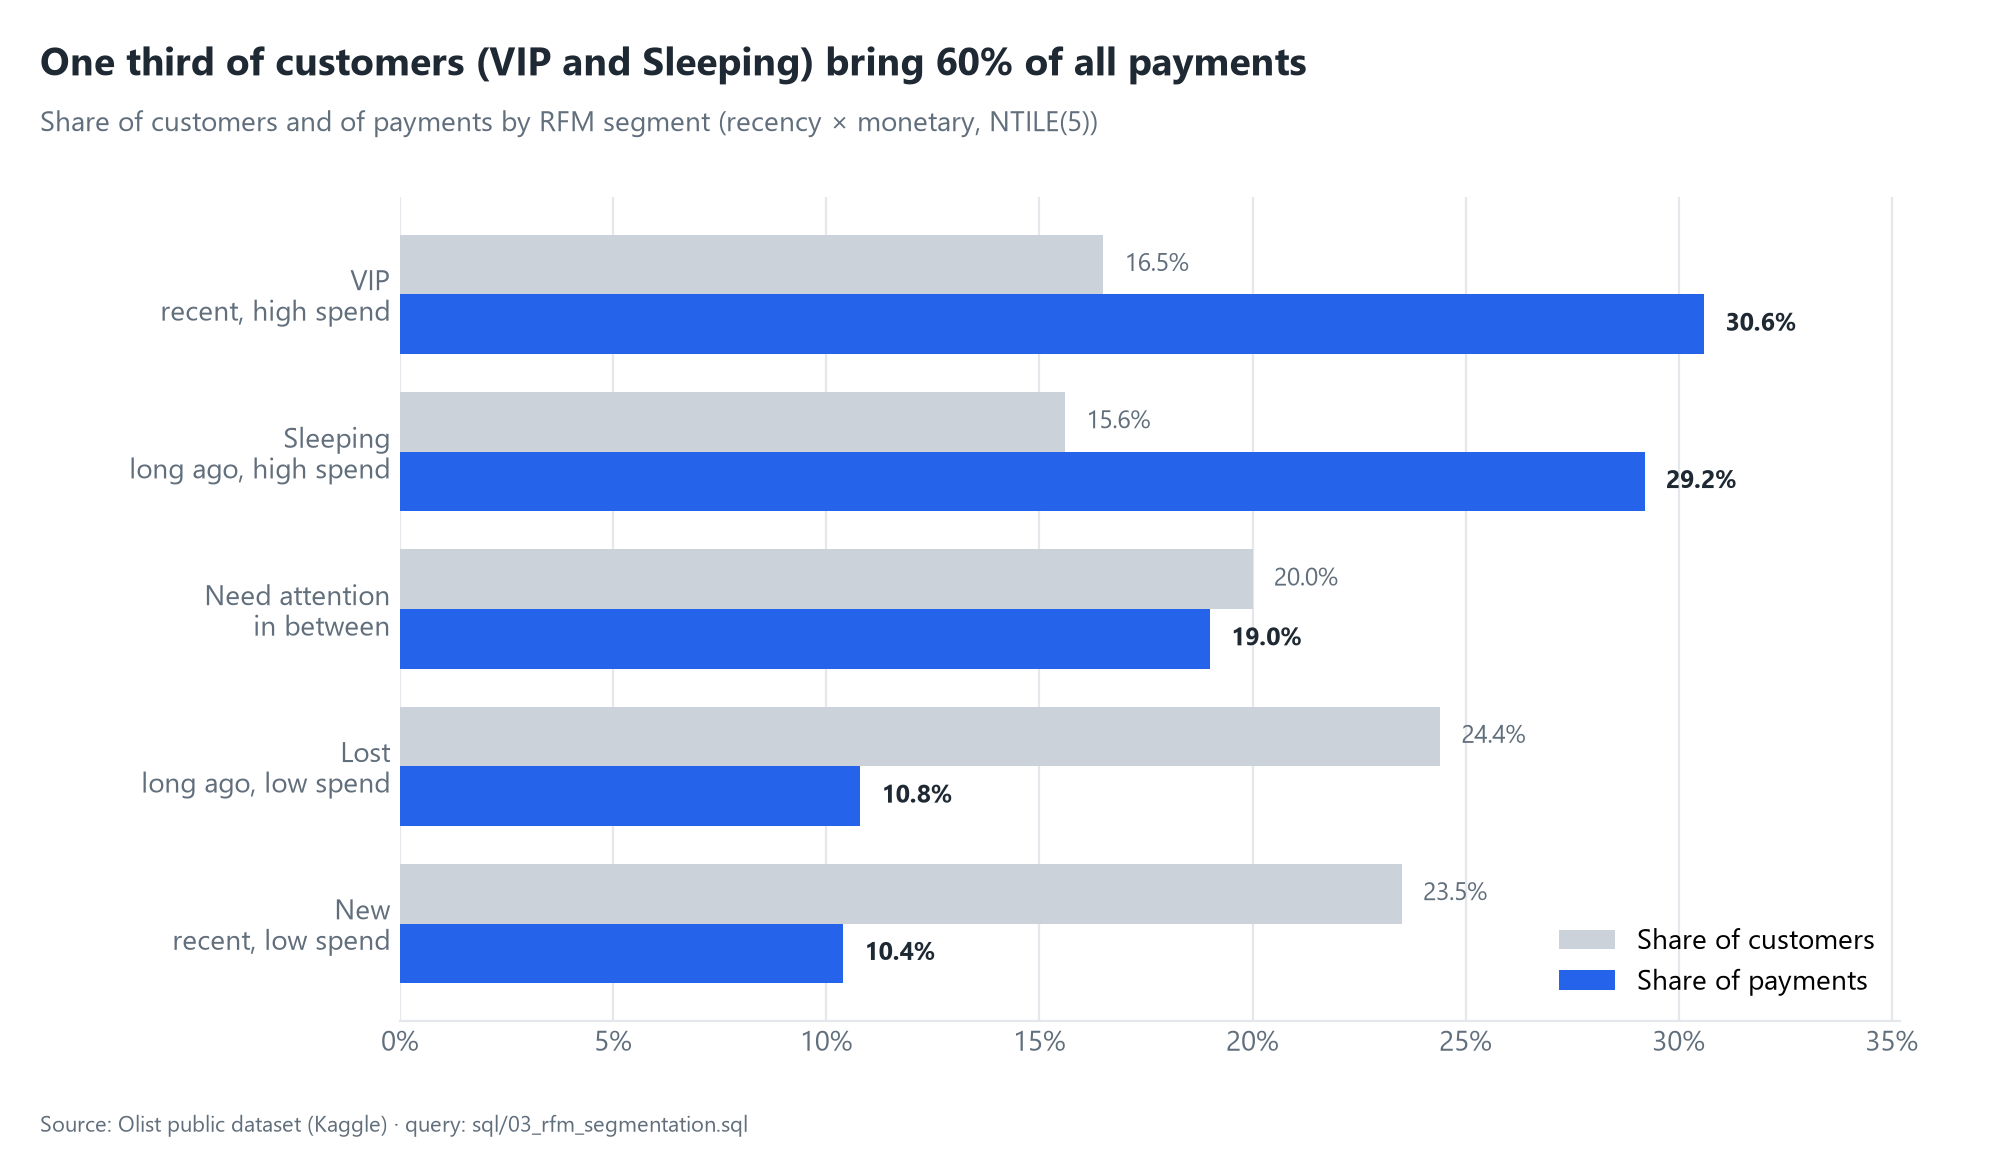 One third of customers (VIP and Sleeping) bring 60% of all payments
Share of customers and of payments by RFM segment (recency × monetary, NTILE(5))
VIP
recent, high spend
16.5%
30.6%
Sleeping
long ago, high spend
15.6%
29.2%
Need attention
in between
20.0%
19.0%
Lost
long ago, low spend
24.4%
10.8%
New
recent, low spend
23.5%
10.4%
Share of customers
Share of payments
0% 5% 10% 15% 20% 25% 30% 35%
Source: Olist public dataset (Kaggle) · query: sql/03_rfm_segmentation.sql